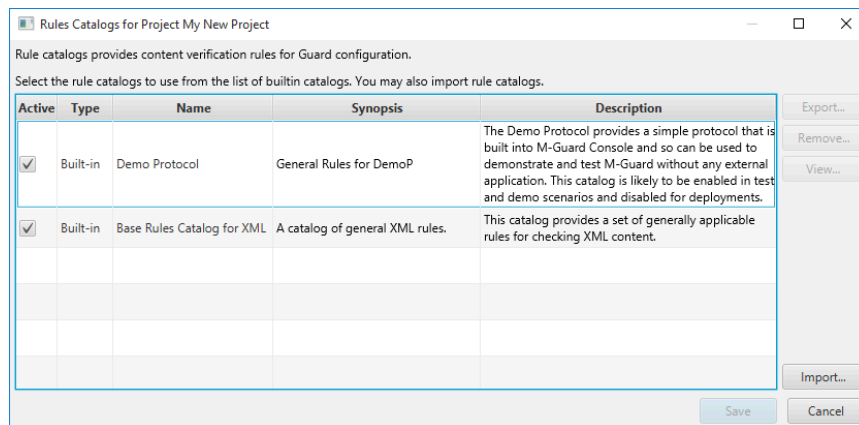 Rules Catalogs for Project My New Project
Rule catalogs provides content verification rules for Guard configuration.
Select the rule catalogs to use from the list of builtin catalogs. You may also import rule catalogs.
Active Type Name Synopsis Description
Export...
Remove...
View...
Built-in Demo Protocol General Rules for DemoP
The Demo Protocol provides a simple protocol that is
built into M-Guard Console and so can be used to
demonstrate and test M-Guard without any external
application. This catalog is likely to be enabled in test
and demo scenarios and disabled for deployments.
Built-in Base Rules Catalog for XML A catalog of general XML rules.
This catalog provides a set of generally applicable
rules for checking XML content.
Import...
Save Cancel